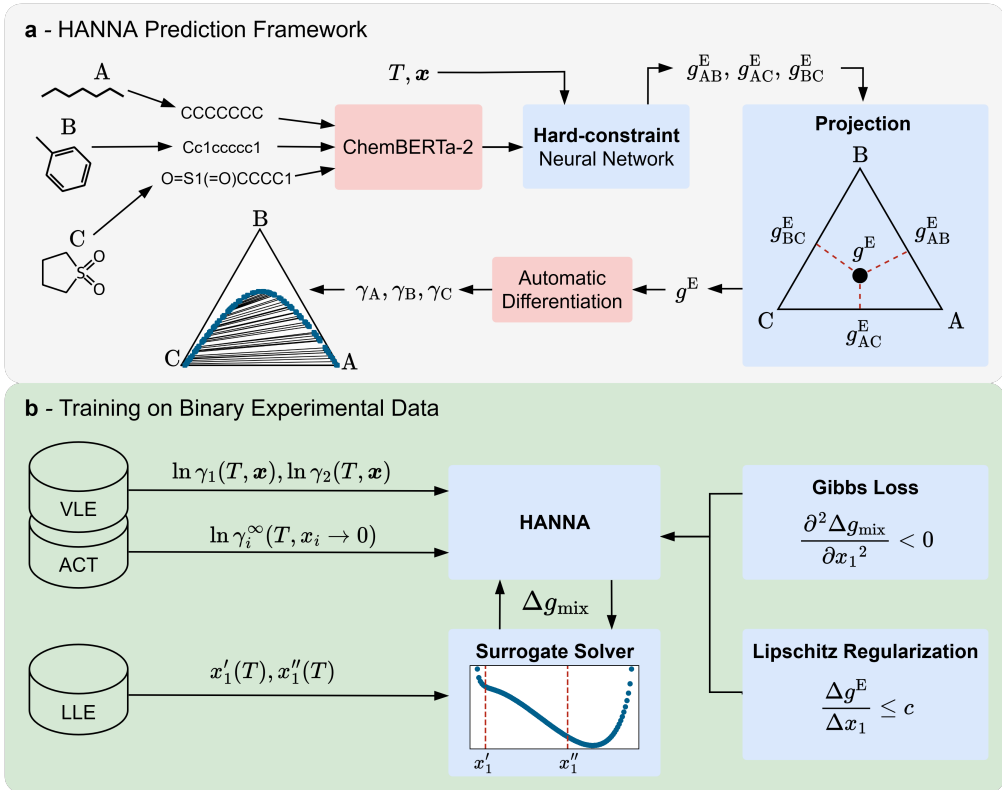 a - HANNA Prediction Framework
A
CCCCCCC
B
Cc1ccccc1
O=S1(=O)CCCC1
C
S
O
O
ChemBERTa-2
T, x
Hard-constraint
Neural Network
g^E_AB, g^E_AC, g^E_BC
Projection
B
g^E_BC
g^E_AB
g^E
C
A
g^E_AC
g^E
Automatic
Differentiation
γ_A, γ_B, γ_C
B
C
A
b - Training on Binary Experimental Data
VLE
ACT
ln γ_1(T, x), ln γ_2(T, x)
ln γ_i^∞(T, x_i → 0)
HANNA
Gibbs Loss
∂²Δg_mix / ∂x_1² < 0
Δg_mix
LLE
x′_1(T), x″_1(T)
Surrogate Solver
x′_1
x″_1
Lipschitz Regularization
Δg^E / Δx_1 ≤ c